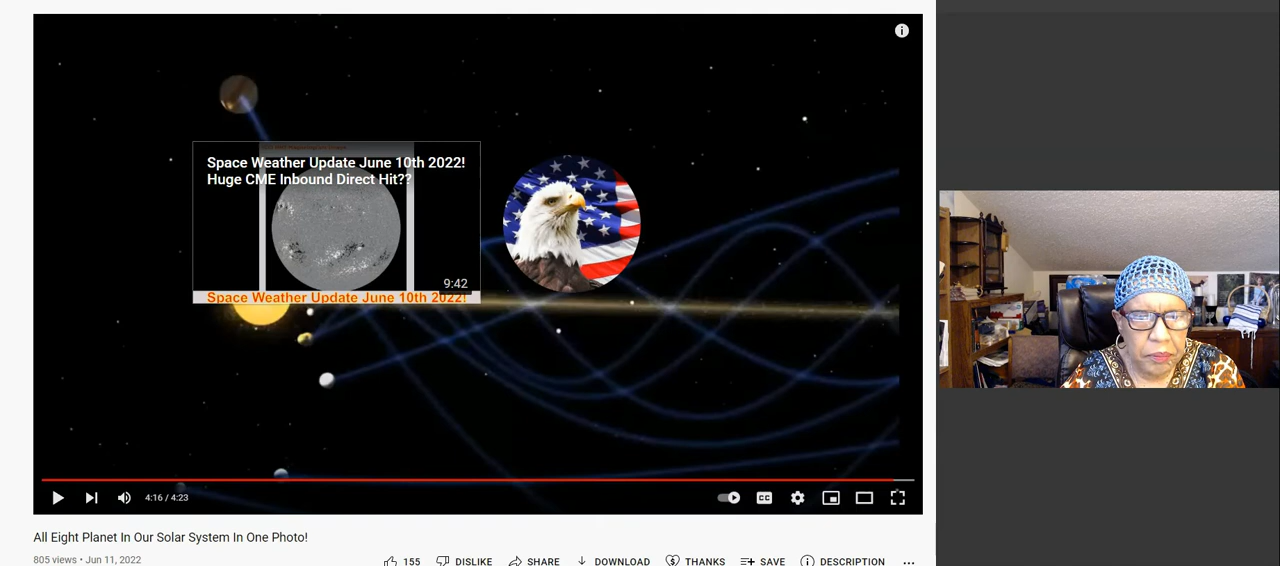 Space Weather Update June 10th 2022!
Huge CME Inbound Direct Hit??
9:42
Space Weather Update June 10th 2022!
4:16 / 4:23
CC
All Eight Planet In Our Solar System In One Photo!
805 views • Jun 11, 2022
155 DISLIKE SHARE DOWNLOAD THANKS SAVE DESCRIPTION ...